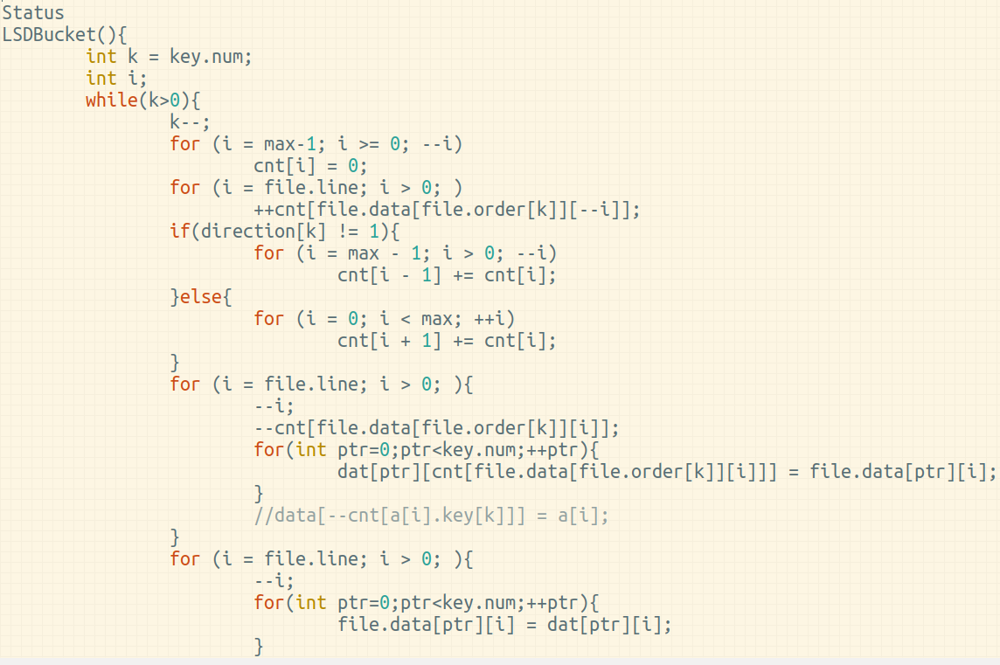 Status
LSDBucket(){
        int k = key.num;
        int i;
        while(k>0){
                k--;
                for (i = max-1; i >= 0; --i)
                        cnt[i] = 0;
                for (i = file.line; i > 0; )
                        ++cnt[file.data[file.order[k]][--i]];
                if(direction[k] != 1){
                        for (i = max - 1; i > 0; --i)
                                cnt[i - 1] += cnt[i];
                }else{
                        for (i = 0; i < max; ++i)
                                cnt[i + 1] += cnt[i];
                }
                for (i = file.line; i > 0; ){
                        --i;
                        --cnt[file.data[file.order[k]][i]];
                        for(int ptr=0;ptr<key.num;++ptr){
                                dat[ptr][cnt[file.data[file.order[k]][i]]] = file.data[ptr][i];
                        }
                        //data[--cnt[a[i].key[k]]] = a[i];
                }
                for (i = file.line; i > 0; ){
                        --i;
                        for(int ptr=0;ptr<key.num;++ptr){
                                file.data[ptr][i] = dat[ptr][i];
                        }